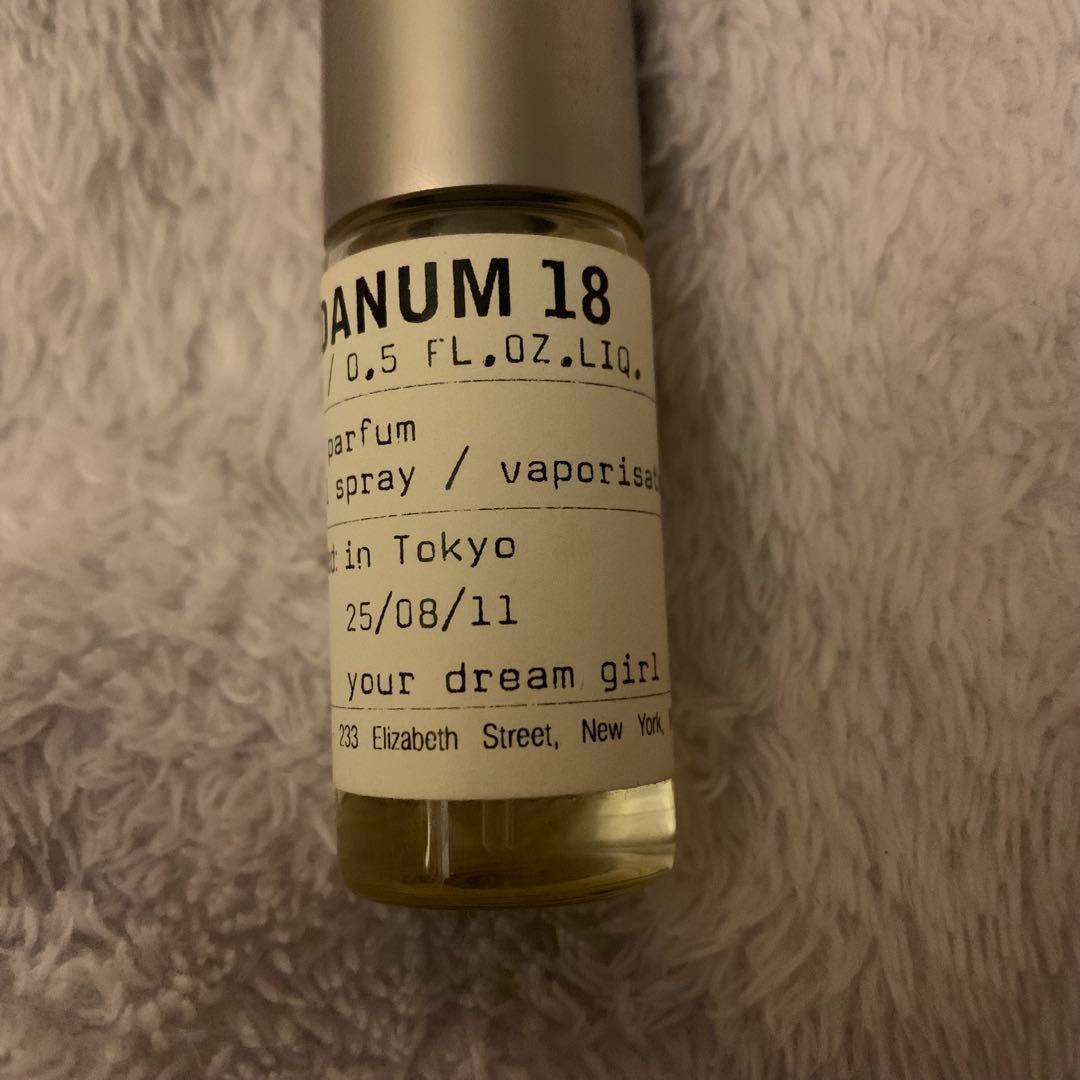 DANUM 18
/ 0.5 FL.OZ.LIQ.
parfum
spray / vaporisat
in Tokyo
25/08/11
your dream girl
233 Elizabeth Street, New York,